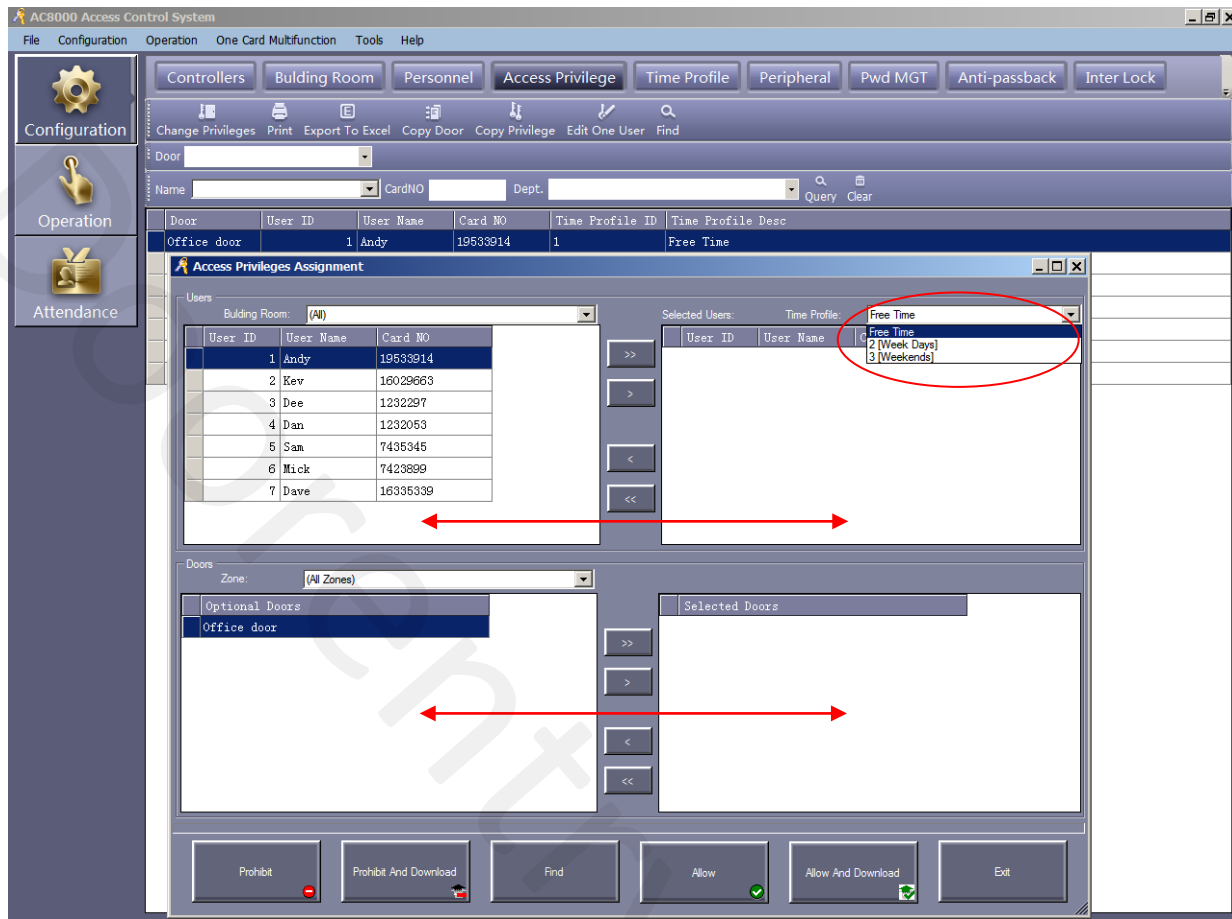 AC8000 Access Control System
File Configuration Operation One Card Multifunction Tools Help
Controllers Bulding Room Personnel Access Privilege Time Profile Peripheral Pwd MGT Anti-passback Inter Lock
Configuration
Change Privileges Print Export To Excel Copy Door Copy Privilege Edit One User Find
Door
Name CardNO Dept. Query Clear
Operation
Door User ID User Name Card NO Time Profile ID Time Profile Desc
Office door 1 Andy 19533914 1 Free Time
Attendance
Access Privileges Assignment
Users
Bulding Room: (All) Selected Users: Time Profile: Free Time
User ID User Name Card NO >> User ID User Name C
Free Time
2 [Week Days]
3 [Weekends]
1 Andy 19533914
2 Kev 16029663
3 Dee 1232297 >
4 Dan 1232053
5 Sam 7435345
6 Mick 7423899 <
7 Dave 16335339 <<
Doors
Zone: (All Zones)
Optional Doors Selected Doors
Office door
>>
>
<
<<
Prohibit Prohibit And Download Find Allow Allow And Download Exit
Doorentry